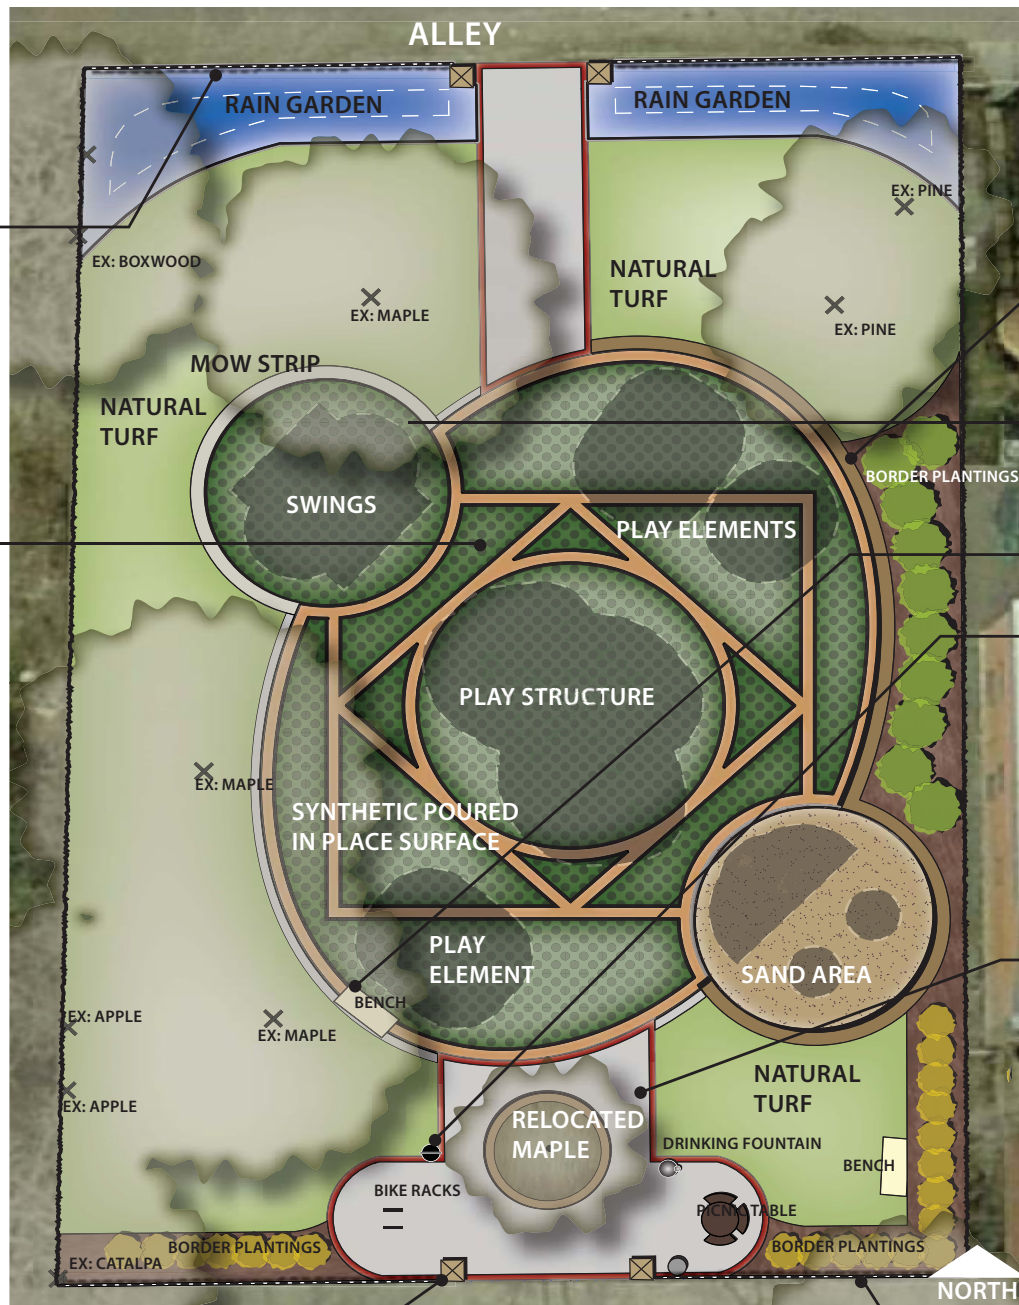 ALLEY
RAIN GARDEN
RAIN GARDEN
EX: PINE
EX: BOXWOOD
NATURAL
TURF
EX: MAPLE
EX: PINE
MOW STRIP
NATURAL
TURF
BORDER PLANTINGS
SWINGS
PLAY ELEMENTS
PLAY STRUCTURE
EX: MAPLE
SYNTHETIC POURED
IN PLACE SURFACE
PLAY
ELEMENT
SAND AREA
BENCH
EX: APPLE
EX: MAPLE
NATURAL
TURF
EX: APPLE
RELOCATED
MAPLE
DRINKING FOUNTAIN
BENCH
BIKE RACKS
PICNIC TABLE
BORDER PLANTINGS
BORDER PLANTINGS
EX: CATALPA
NORTH